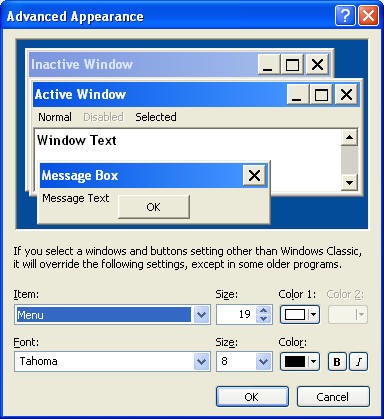 Advanced Appearance
Inactive Window
Active Window
Normal Disabled Selected
Window Text
Message Box
Message Text
OK
If you select a windows and buttons setting other than Windows Classic,
it will override the following settings, except in some older programs.
Item: Size: Color 1: Color 2:
Menu 19
Font: Size: Color:
Tahoma 8 B I
OK Cancel